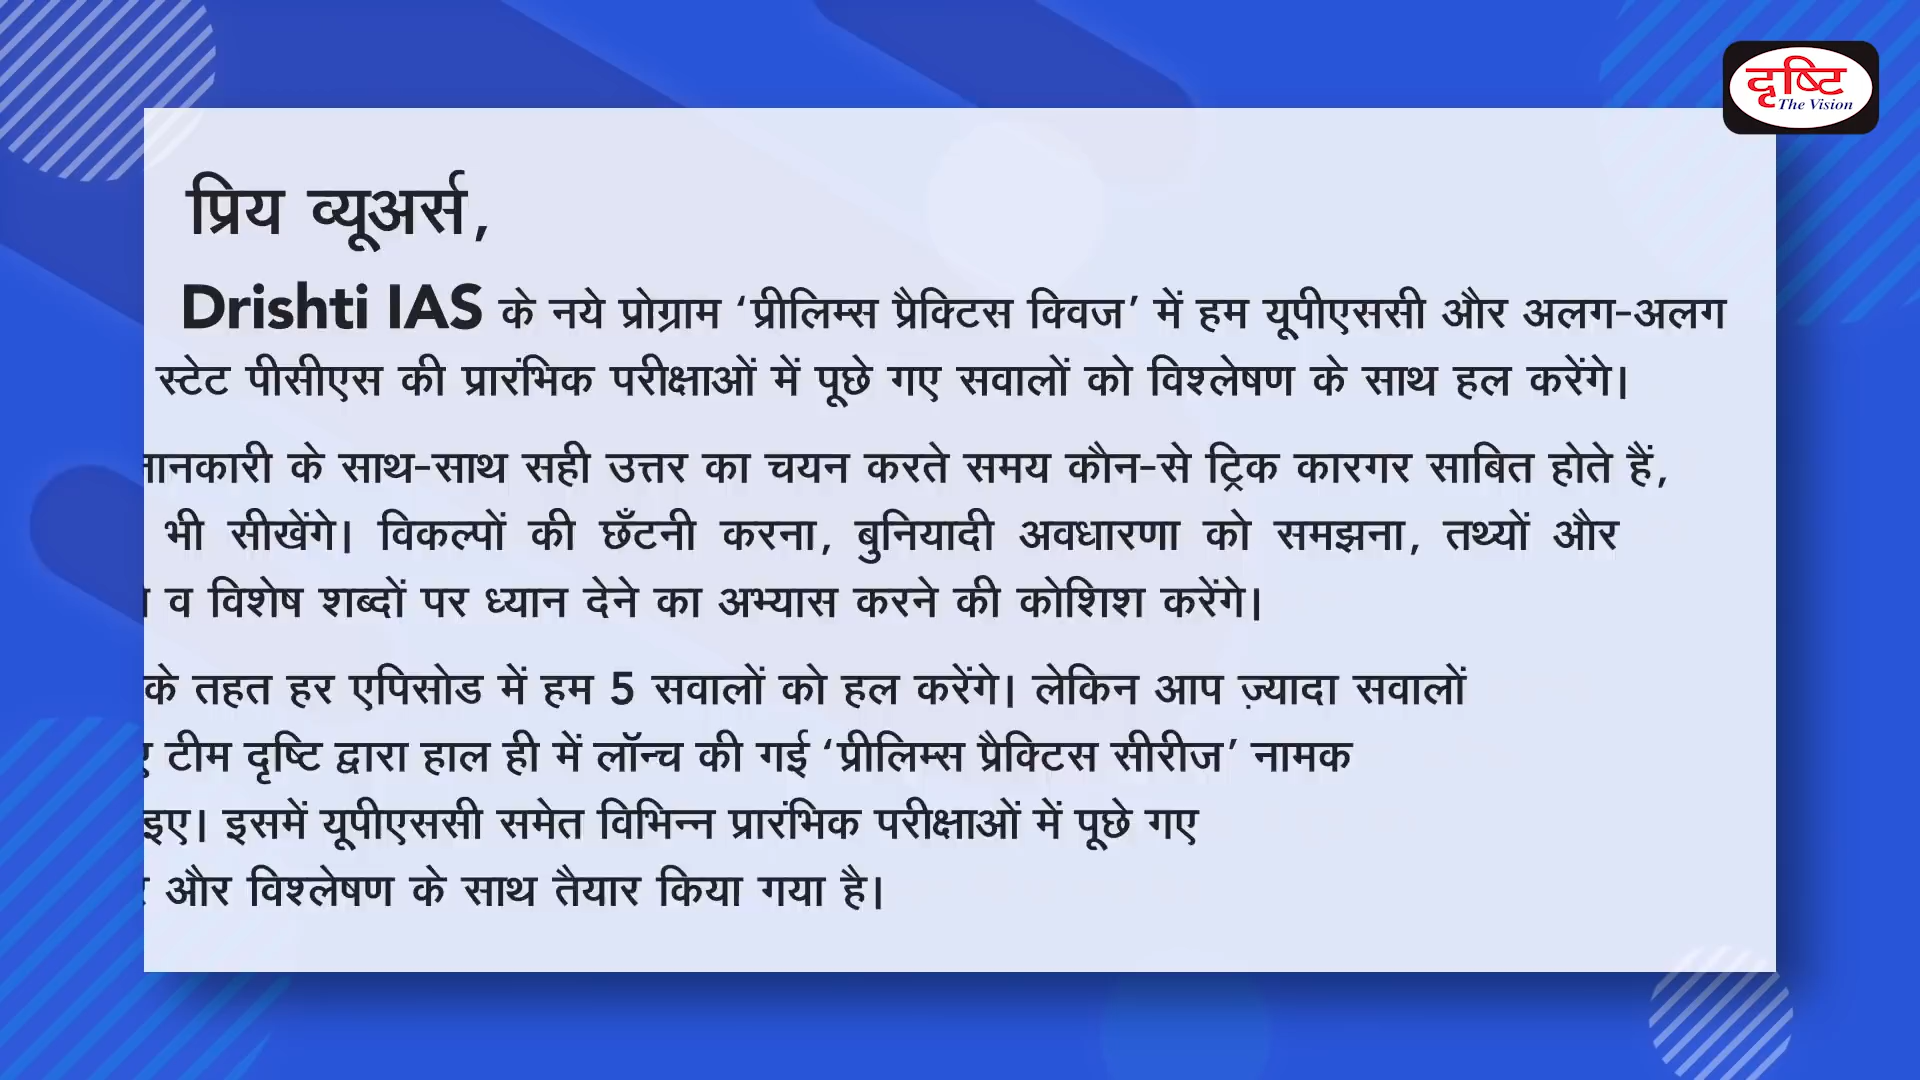 दृष्टि
The Vision
प्रिय व्यूअर्स,
Drishti IAS के नये प्रोग्राम ‘प्रीलिम्स प्रैक्टिस क्विज’ में हम यूपीएससी और अलग-अलग
स्टेट पीसीएस की प्रारंभिक परीक्षाओं में पूछे गए सवालों को विश्लेषण के साथ हल करेंगे।
के साथ-साथ सही उत्तर का चयन करते समय कौन-से ट्रिक कारगर साबित होते हैं,
भी सीखेंगे। विकल्पों की छँटनी करना, बुनियादी अवधारणा को समझना, तथ्यों और
व विशेष शब्दों पर ध्यान देने का अभ्यास करने की कोशिश करेंगे।
के तहत हर एपिसोड में हम 5 सवालों को हल करेंगे। लेकिन आप ज़्यादा सवालों
टीम दृष्टि द्वारा हाल ही में लॉन्च की गई ‘प्रीलिम्स प्रैक्टिस सीरीज’ नामक
इसमें यूपीएससी समेत विभिन्न प्रारंभिक परीक्षाओं में पूछे गए
और विश्लेषण के साथ तैयार किया गया है।